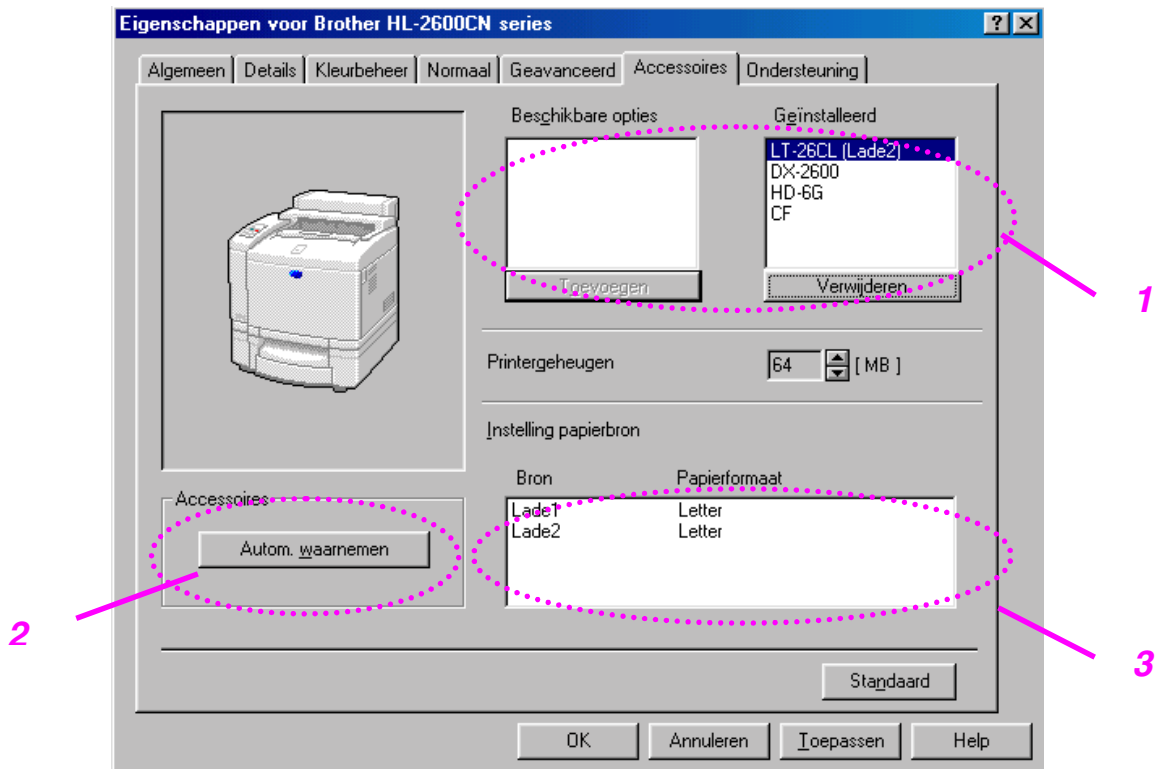 Eigenschappen voor Brother HL-2600CN series
Algemeen Details Kleurbeheer Normaal Geavanceerd Accessoires Ondersteuning
Beschikbare opties Geïnstalleerd
LT-26CL (Lade2)
DX-2600
HD-6G
CF
Toevoegen Verwijderen
1
Printergeheugen 64 [ MB ]
Instelling papierbron
Bron Papierformaat
Accessoires
Lade1 Letter
Lade2 Letter
Autom. waarnemen
2
3
Standaard
OK Annuleren Toepassen Help